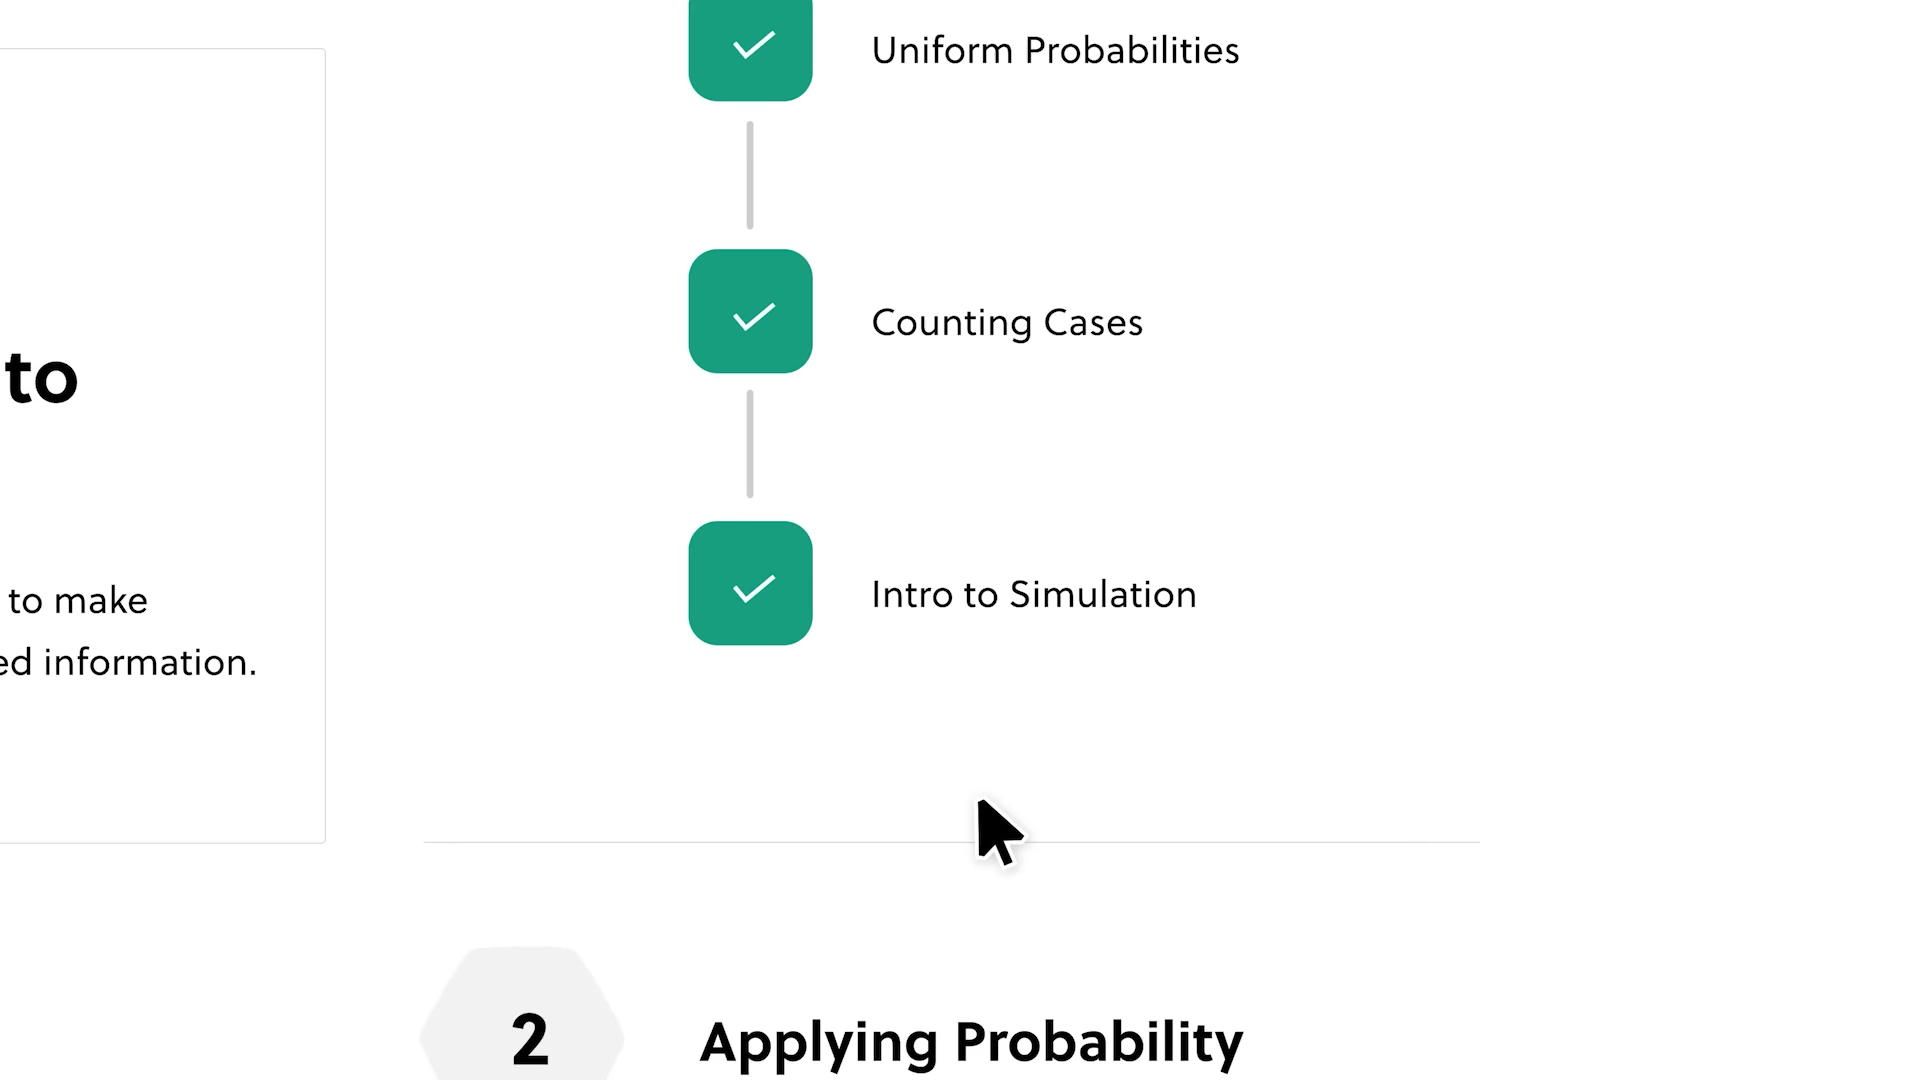 to
to make
ed information.
Uniform Probabilities
Counting Cases
Intro to Simulation
2
Applying Probability